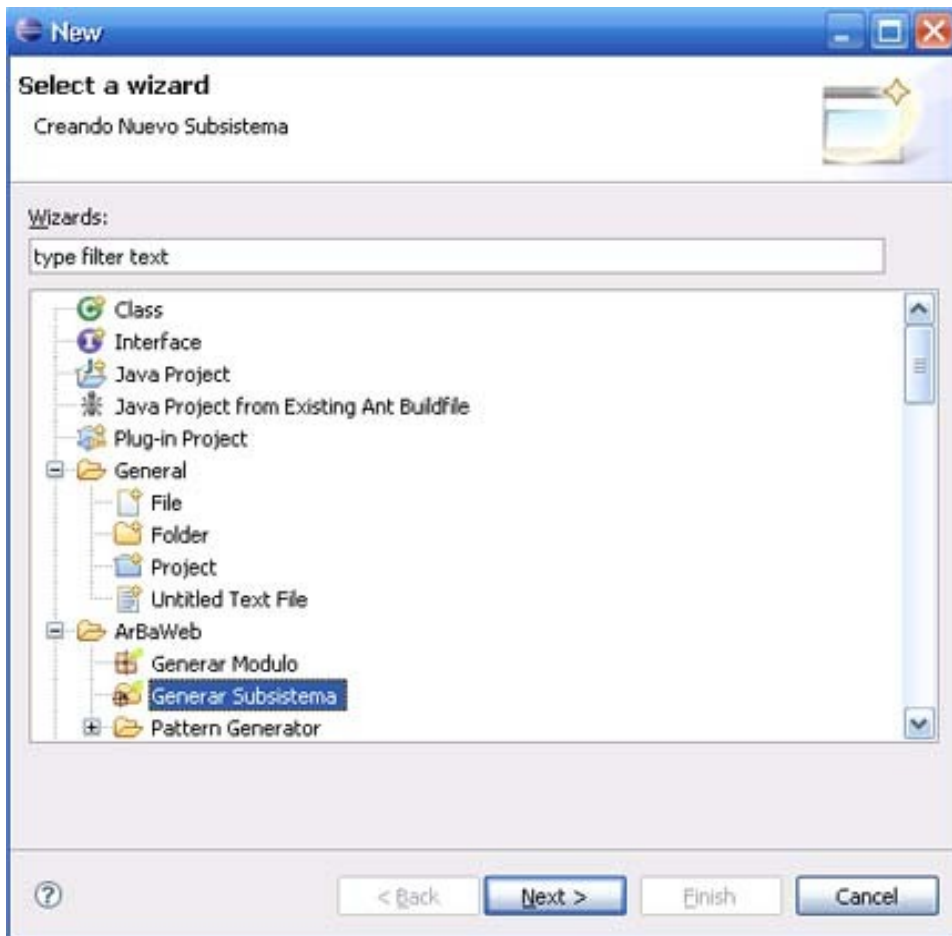 New
Select a wizard
Creando Nuevo Subsistema
Wizards:
type filter text
Class
Interface
Java Project
Java Project from Existing Ant Buildfile
Plug-in Project
General
File
Folder
Project
Untitled Text File
ArBaWeb
Generar Modulo
Generar Subsistema
Pattern Generator
< Back
Next >
Finish
Cancel